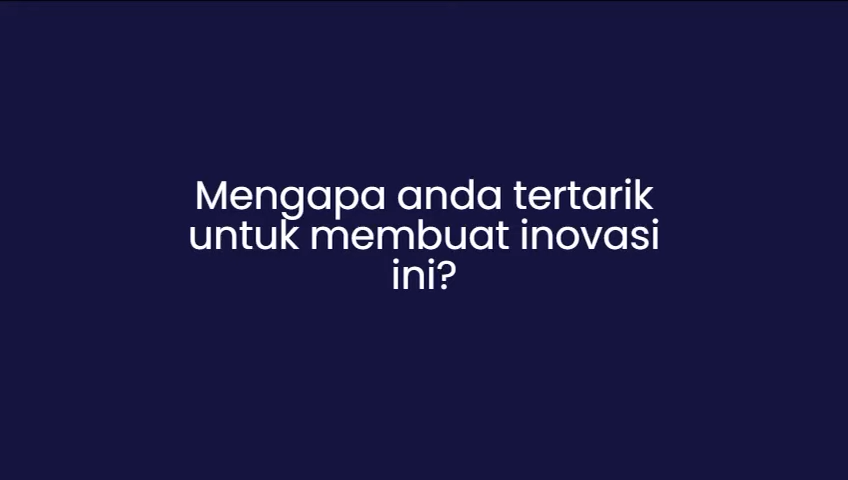 Mengapa anda tertarik
untuk membuat inovasi
ini?